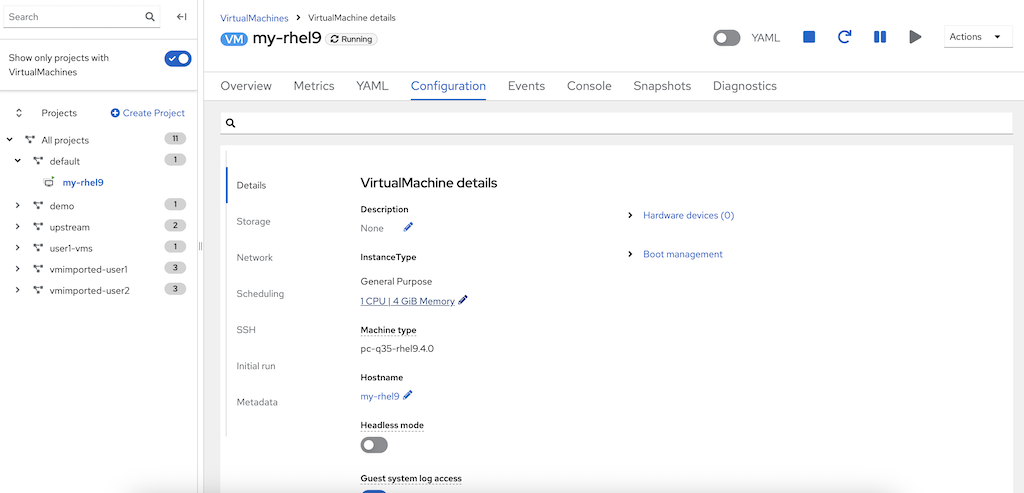 Search
Show only projects with
VirtualMachines
Projects
Create Project
All projects
11
default
1
my-rhel9
demo
1
upstream
2
user1-vms
1
vmimported-user1
3
vmimported-user2
3
VirtualMachines
VirtualMachine details
VM my-rhel9 Running
YAML
Actions
Overview Metrics YAML Configuration Events Console Snapshots Diagnostics
Details
Storage
Network
Scheduling
SSH
Initial run
Metadata
VirtualMachine details
Description
None
InstanceType
General Purpose
1 CPU | 4 GiB Memory
Machine type
pc-q35-rhel9.4.0
Hostname
my-rhel9
Headless mode
Guest system log access
Hardware devices (0)
Boot management